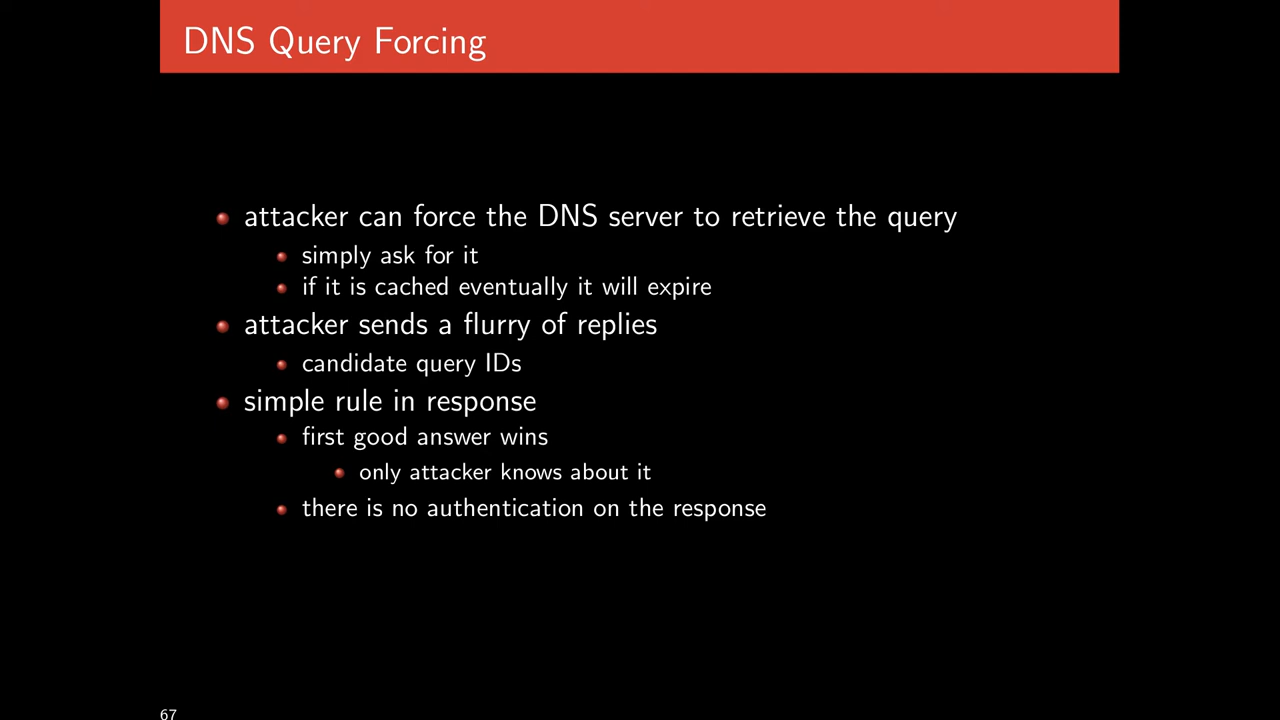 DNS Query Forcing
attacker can force the DNS server to retrieve the query
simply ask for it
if it is cached eventually it will expire
attacker sends a flurry of replies
candidate query IDs
simple rule in response
first good answer wins
only attacker knows about it
there is no authentication on the response
67